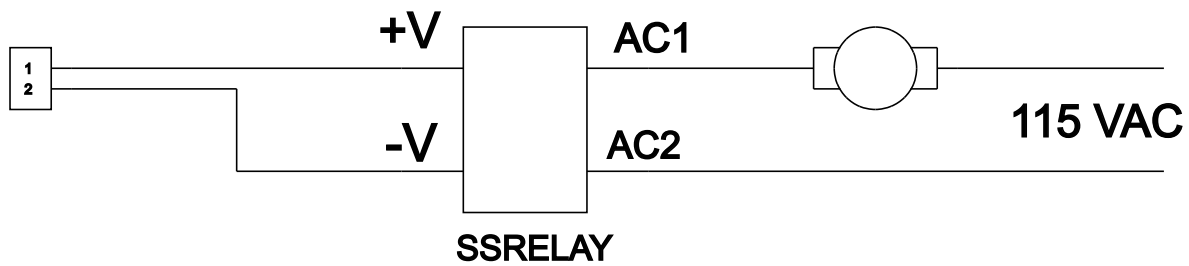 +V
AC1
1
2
115 VAC
-V
AC2
SSRELAY